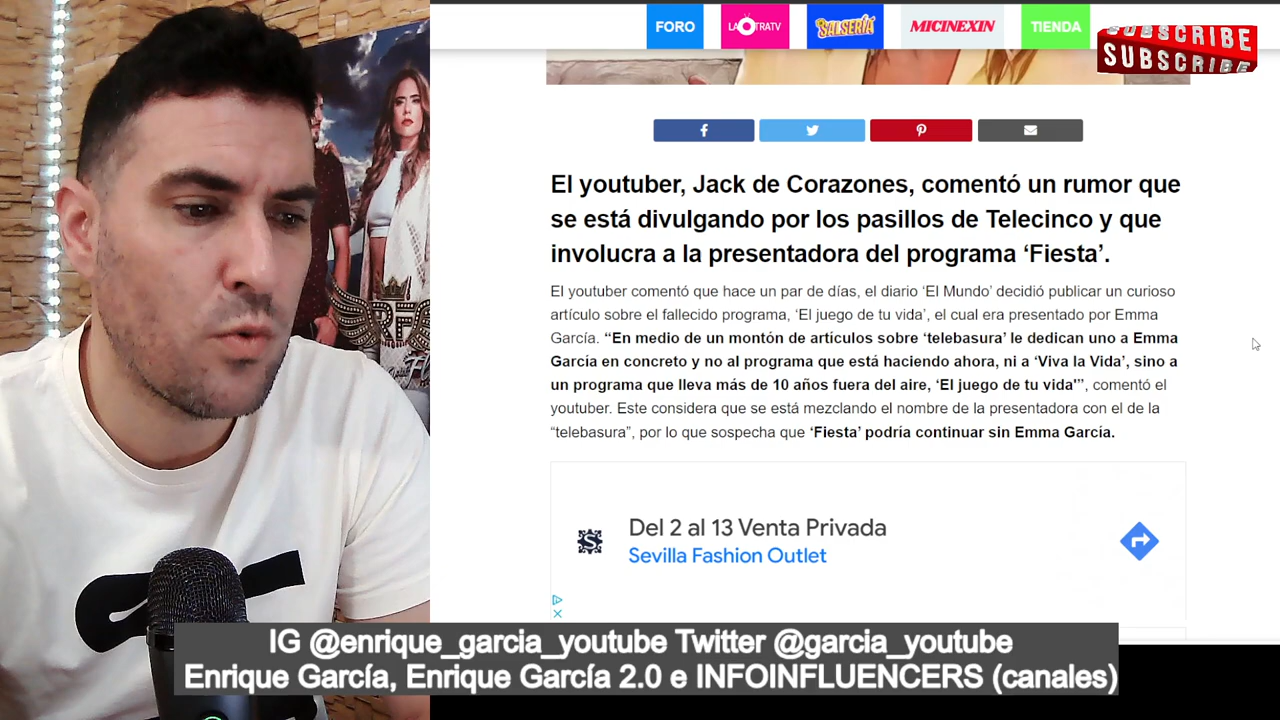 FORO
LA OTRATV
SALSERÍA
MICINEXIN
TIENDA
SUBSCRIBE
SUBSCRIBE
El youtuber, Jack de Corazones, comentó un rumor que
se está divulgando por los pasillos de Telecinco y que
involucra a la presentadora del programa ‘Fiesta’.
El youtuber comentó que hace un par de días, el diario ‘El Mundo’ decidió publicar un curioso
artículo sobre el fallecido programa, ‘El juego de tu vida’, el cual era presentado por Emma
García. “En medio de un montón de artículos sobre ‘telebasura’ le dedican uno a Emma
García en concreto y no al programa que está haciendo ahora, ni a ‘Viva la Vida’, sino a
un programa que lleva más de 10 años fuera del aire, ‘El juego de tu vida’”, comentó el
youtuber. Este considera que se está mezclando el nombre de la presentadora con el de la
“telebasura”, por lo que sospecha que ‘Fiesta’ podría continuar sin Emma García.
Del 2 al 13 Venta Privada
Sevilla Fashion Outlet
IG @enrique_garcia_youtube Twitter @garcia_youtube
Enrique García, Enrique García 2.0 e INFOINFLUENCERS (canales)